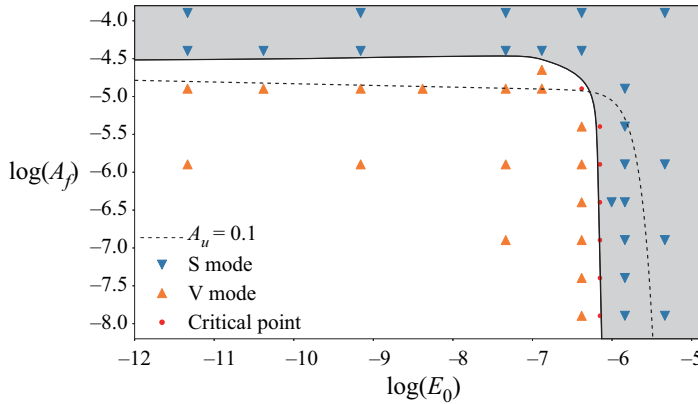 −4.0
−4.5
−5.0
−5.5
log(A_f)
−6.0
−6.5
−7.0
−7.5
−8.0
A_u = 0.1
S mode
V mode
Critical point
−12 −11 −10 −9 −8 −7 −6 −5
log(E_0)